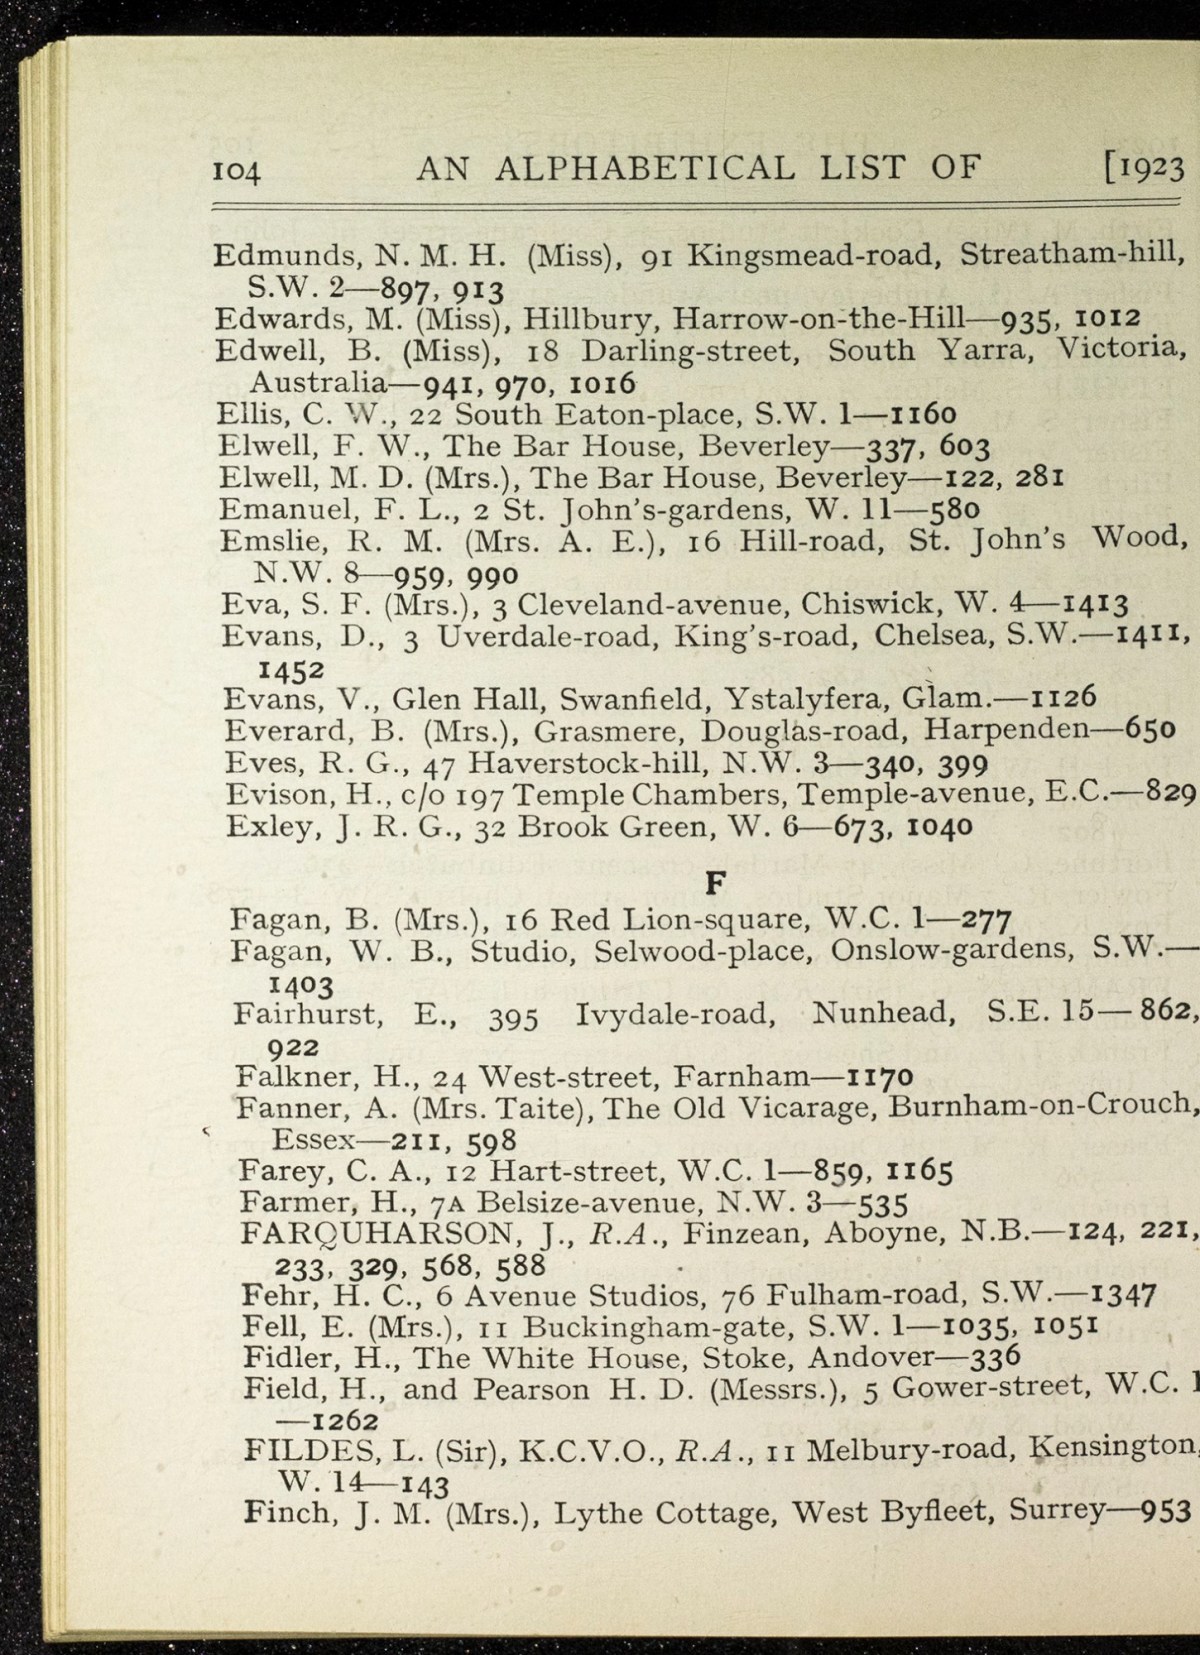 104 AN ALPHABETICAL LIST OF [1923
Edmunds, N. M. H. (Miss), 91 Kingsmead-road, Streatham-hill,
S.W. 2—897, 913
Edwards, M. (Miss), Hillbury, Harrow-on-the-Hill—935, 1012
Edwell, B. (Miss), 18 Darling-street, South Yarra, Victoria,
Australia—941, 970, 1016
Ellis, C. W., 22 South Eaton-place, S.W. 1—1160
Elwell, F. W., The Bar House, Beverley—337, 603
Elwell, M. D. (Mrs.), The Bar House, Beverley—122, 281
Emanuel, F. L., 2 St. John's-gardens, W. 11—580
Emslie, R. M. (Mrs. A. E.), 16 Hill-road, St. John's Wood,
N.W. 8—959, 990
Eva, S. F. (Mrs.), 3 Cleveland-avenue, Chiswick, W. 4—1413
Evans, D., 3 Uverdale-road, King's-road, Chelsea, S.W.—1411,
1452
Evans, V., Glen Hall, Swanfield, Ystalyfera, Glam.—1126
Everard, B. (Mrs.), Grasmere, Douglas-road, Harpenden—650
Eves, R. G., 47 Haverstock-hill, N.W. 3—340, 399
Evison, H., c/o 197 Temple Chambers, Temple-avenue, E.C.—829
Exley, J. R. G., 32 Brook Green, W. 6—673, 1040
F
Fagan, B. (Mrs.), 16 Red Lion-square, W.C. 1—277
Fagan, W. B., Studio, Selwood-place, Onslow-gardens, S.W.—
1403
Fairhurst, E., 395 Ivydale-road, Nunhead, S.E. 15—862,
922
Falkner, H., 24 West-street, Farnham—1170
Fanner, A. (Mrs. Taite), The Old Vicarage, Burnham-on-Crouch,
Essex—211, 598
Farey, C. A., 12 Hart-street, W.C. 1—859, 1165
Farmer, H., 7A Belsize-avenue, N.W. 3—535
FARQUHARSON, J., R.A., Finzean, Aboyne, N.B.—124, 221,
233, 329, 568, 588
Fehr, H. C., 6 Avenue Studios, 76 Fulham-road, S.W.—1347
Fell, E. (Mrs.), 11 Buckingham-gate, S.W. 1—1035, 1051
Fidler, H., The White House, Stoke, Andover—336
Field, H., and Pearson H. D. (Messrs.), 5 Gower-street, W.C. 1
—1262
FILDES, L. (Sir), K.C.V.O., R.A., 11 Melbury-road, Kensington,
W. 14—143
Finch, J. M. (Mrs.), Lythe Cottage, West Byfleet, Surrey—953